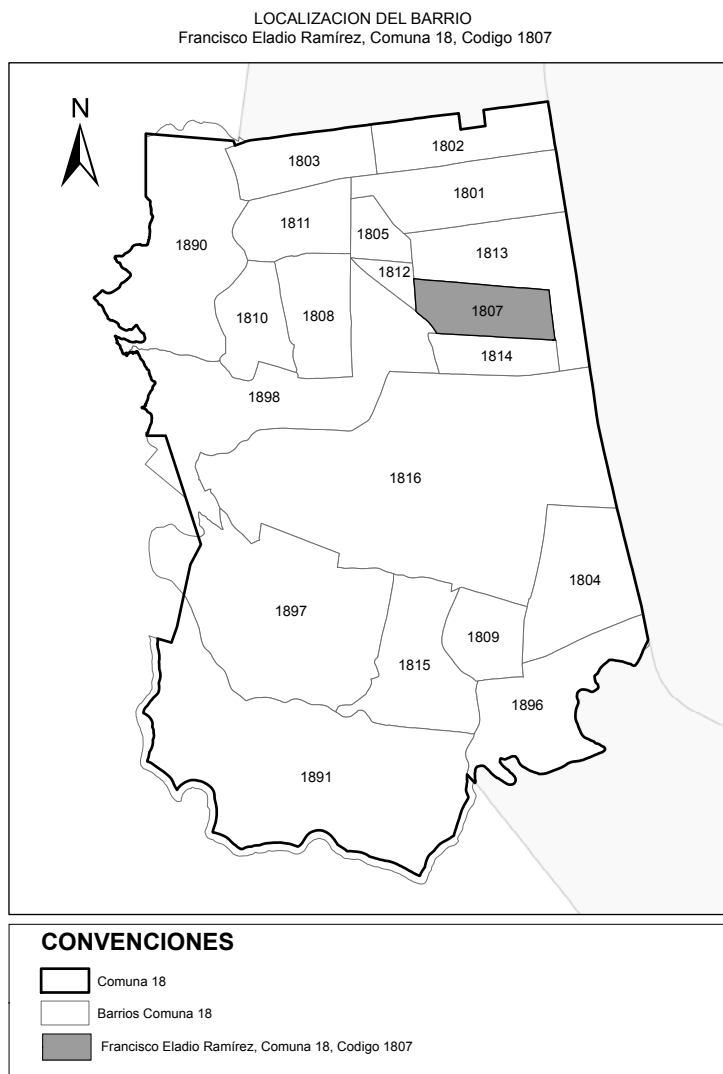 LOCALIZACION DEL BARRIO
Francisco Eladio Ramírez, Comuna 18, Codigo 1807
N
1802
1803
1801
1811
1805
1890
1813
1812
1807
1810
1808
1814
1898
1816
1804
1897
1809
1815
1896
1891
CONVENCIONES
Comuna 18
Barrios Comuna 18
Francisco Eladio Ramírez, Comuna 18, Codigo 1807